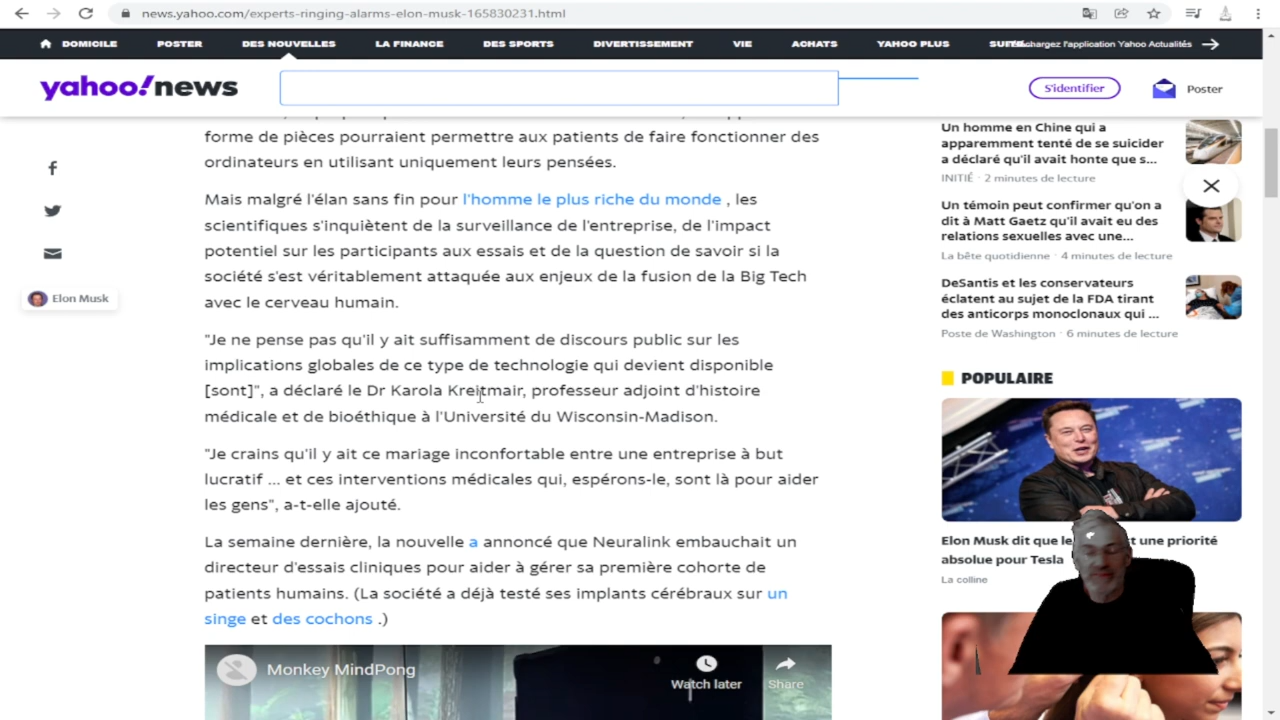 news.yahoo.com/experts-ringing-alarms-elon-musk-165830231.html
DOMICILE POSTER DES NOUVELLES LA FINANCE DES SPORTS DIVERTISSEMENT VIE ACHATS YAHOO PLUS l'application Yahoo Actualités
yahoo!news
S'identifier
Poster
forme de pièces pourraient permettre aux patients de faire fonctionner des
ordinateurs en utilisant uniquement leurs pensées.
Mais malgré l'élan sans fin pour l'homme le plus riche du monde , les
scientifiques s'inquiètent de la surveillance de l'entreprise, de l'impact
potentiel sur les participants aux essais et de la question de savoir si la
société s'est véritablement attaquée aux enjeux de la fusion de la Big Tech
avec le cerveau humain.
"Je ne pense pas qu'il y ait suffisamment de discours public sur les
implications globales de ce type de technologie qui devient disponible
[sont]", a déclaré le Dr Karola Kreitmair, professeur adjoint d'histoire
médicale et de bioéthique à l'Université du Wisconsin-Madison.
"Je crains qu'il y ait ce mariage inconfortable entre une entreprise à but
lucratif ... et ces interventions médicales qui, espérons-le, sont là pour aider
les gens", a-t-elle ajouté.
La semaine dernière, la nouvelle a annoncé que Neuralink embauchait un
directeur d'essais cliniques pour aider à gérer sa première cohorte de
patients humains. (La société a déjà testé ses implants cérébraux sur un
singe et des cochons .)
Monkey MindPong
Watch later
Share
Elon Musk
Un homme en Chine qui a
apparemment tenté de se suicider
a déclaré qu'il avait honte que s...
INITIÉ · 2 minutes de lecture
Un témoin peut confirmer qu'on a
dit à Matt Gaetz qu'il avait eu des
relations sexuelles avec une...
La bête quotidienne · 4 minutes de lecture
DeSantis et les conservateurs
éclatent au sujet de la FDA tirant
des anticorps monoclonaux qui ...
Poste de Washington · 6 minutes de lecture
POPULAIRE
Elon Musk dit que le une priorité
absolue pour Tesla
La colline